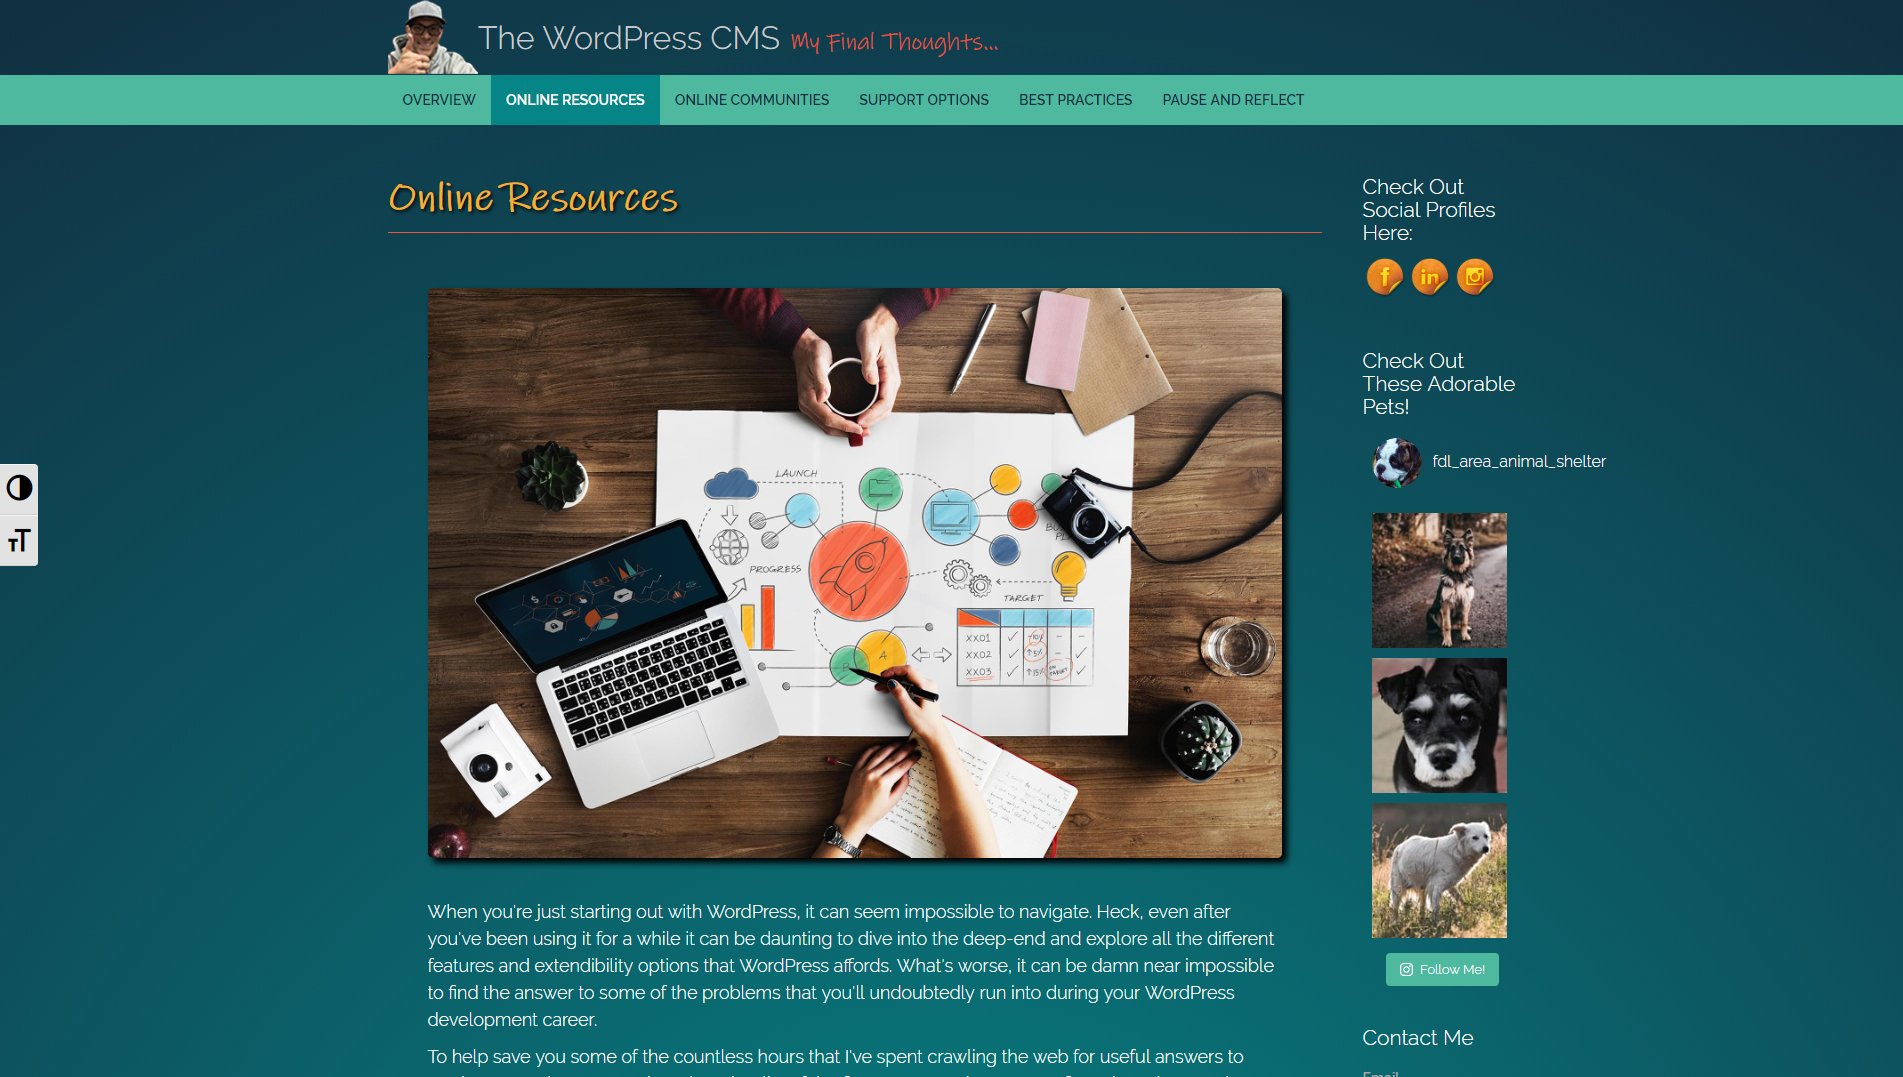 The WordPress CMS My Final Thoughts...
OVERVIEW ONLINE RESOURCES ONLINE COMMUNITIES SUPPORT OPTIONS BEST PRACTICES PAUSE AND REFLECT
Online Resources
LAUNCH
PROGRESS
TARGET
XX01
XX02
XX03
B
A
When you're just starting out with WordPress, it can seem impossible to navigate. Heck, even after
you've been using it for a while it can be daunting to dive into the deep-end and explore all the different
features and extendibility options that WordPress affords. What's worse, it can be damn near impossible
to find the answer to some of the problems that you'll undoubtedly run into during your WordPress
development career.
To help save you some of the countless hours that I've spent crawling the web for useful answers to
Check Out
Social Profiles
Here:
f in
Check Out
These Adorable
Pets!
fdl_area_animal_shelter
Follow Me!
Contact Me
Email